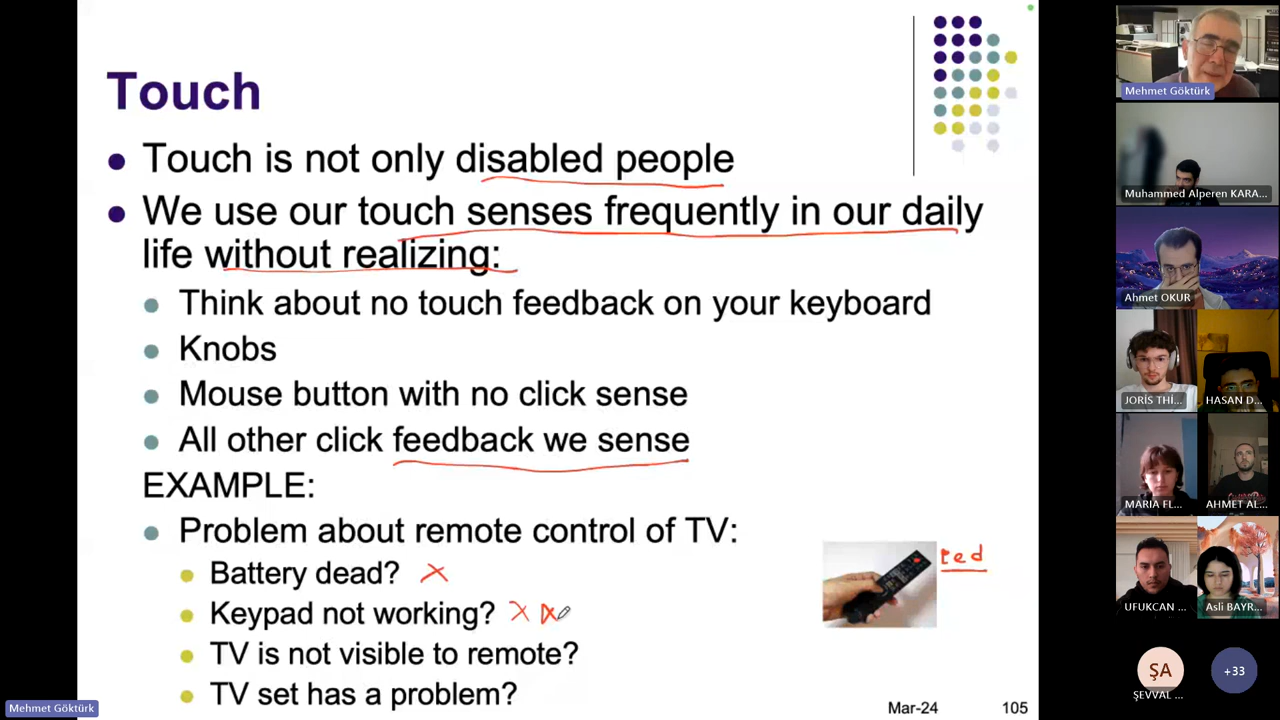 Touch
Touch is not only disabled people
We use our touch senses frequently in our daily
life without realizing:
Think about no touch feedback on your keyboard
Knobs
Mouse button with no click sense
All other click feedback we sense
EXAMPLE:
Problem about remote control of TV:
Battery dead?
Keypad not working?
TV is not visible to remote?
TV set has a problem?
Mar-24
105
Mehmet Göktürk
Mehmet Göktürk
Muhammed Alperen KARA...
Ahmet OKUR
JORİS THİ...
HASAN D...
MARIA FL...
AHMET AL...
UFUKCAN ...
Asli BAYR...
ŞA
ŞEVVAL ...
+33